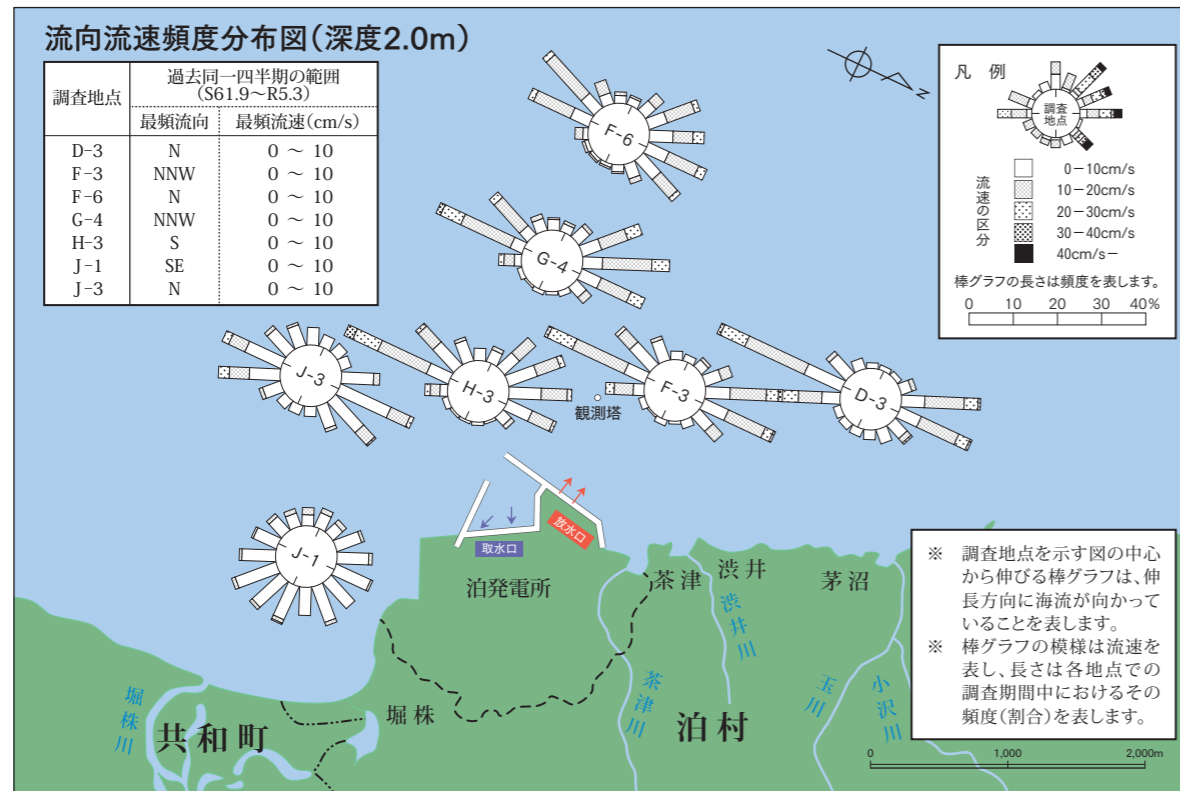 流向流速頻度分布図(深度2.0m)
調査地点
過去同一四半期の範囲
(S61.9〜R5.3)
最頻流向 最頻流速(cm/s)
D-3 N 0 〜 10
F-3 NNW 0 〜 10
F-6 N 0 〜 10
G-4 NNW 0 〜 10
H-3 S 0 〜 10
J-1 SE 0 〜 10
J-3 N 0 〜 10
N
凡 例
調査
地点
流速の区分
0-10cm/s
10-20cm/s
20-30cm/s
30-40cm/s
40cm/s-
棒グラフの長さは頻度を表します。
0 10 20 30 40%
F-6
G-4
J-3
H-3
F-3
D-3
観測塔
J-1
取水口
放水口
泊発電所
茶津
渋井
茅沼
渋井川
茶津川
玉川
小沢川
堀株川
共和町
堀株
泊村
※ 調査地点を示す図の中心
から伸びる棒グラフは、伸
長方向に海流が向かって
いることを表します。
※ 棒グラフの模様は流速を
表し、長さは各地点での
調査期間中におけるその
頻度(割合)を表します。
0 1,000 2,000m